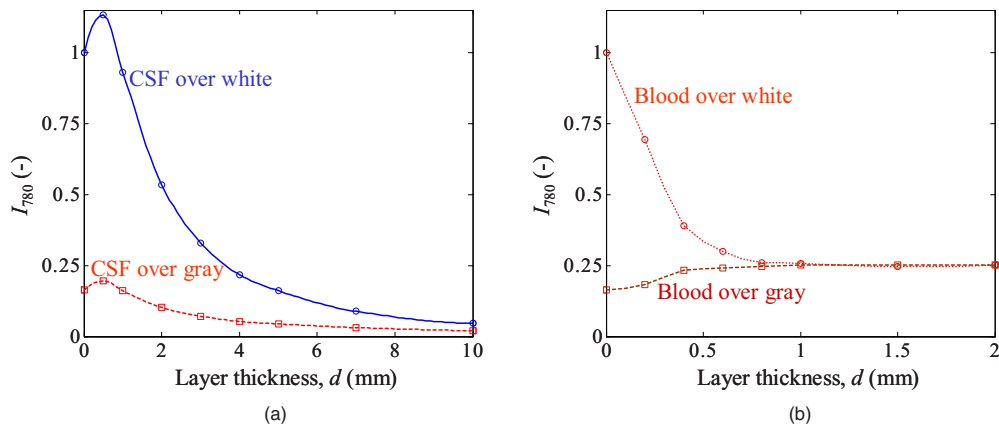 1
0.75
0.5
0.25
0
I780 (-)
CSF over white
CSF over gray
0 2 4 6 8 10
Layer thickness, d (mm)
(a)
1
0.75
0.5
0.25
0
I780 (-)
Blood over white
Blood over gray
0 0.5 1 1.5 2
Layer thickness, d (mm)
(b)